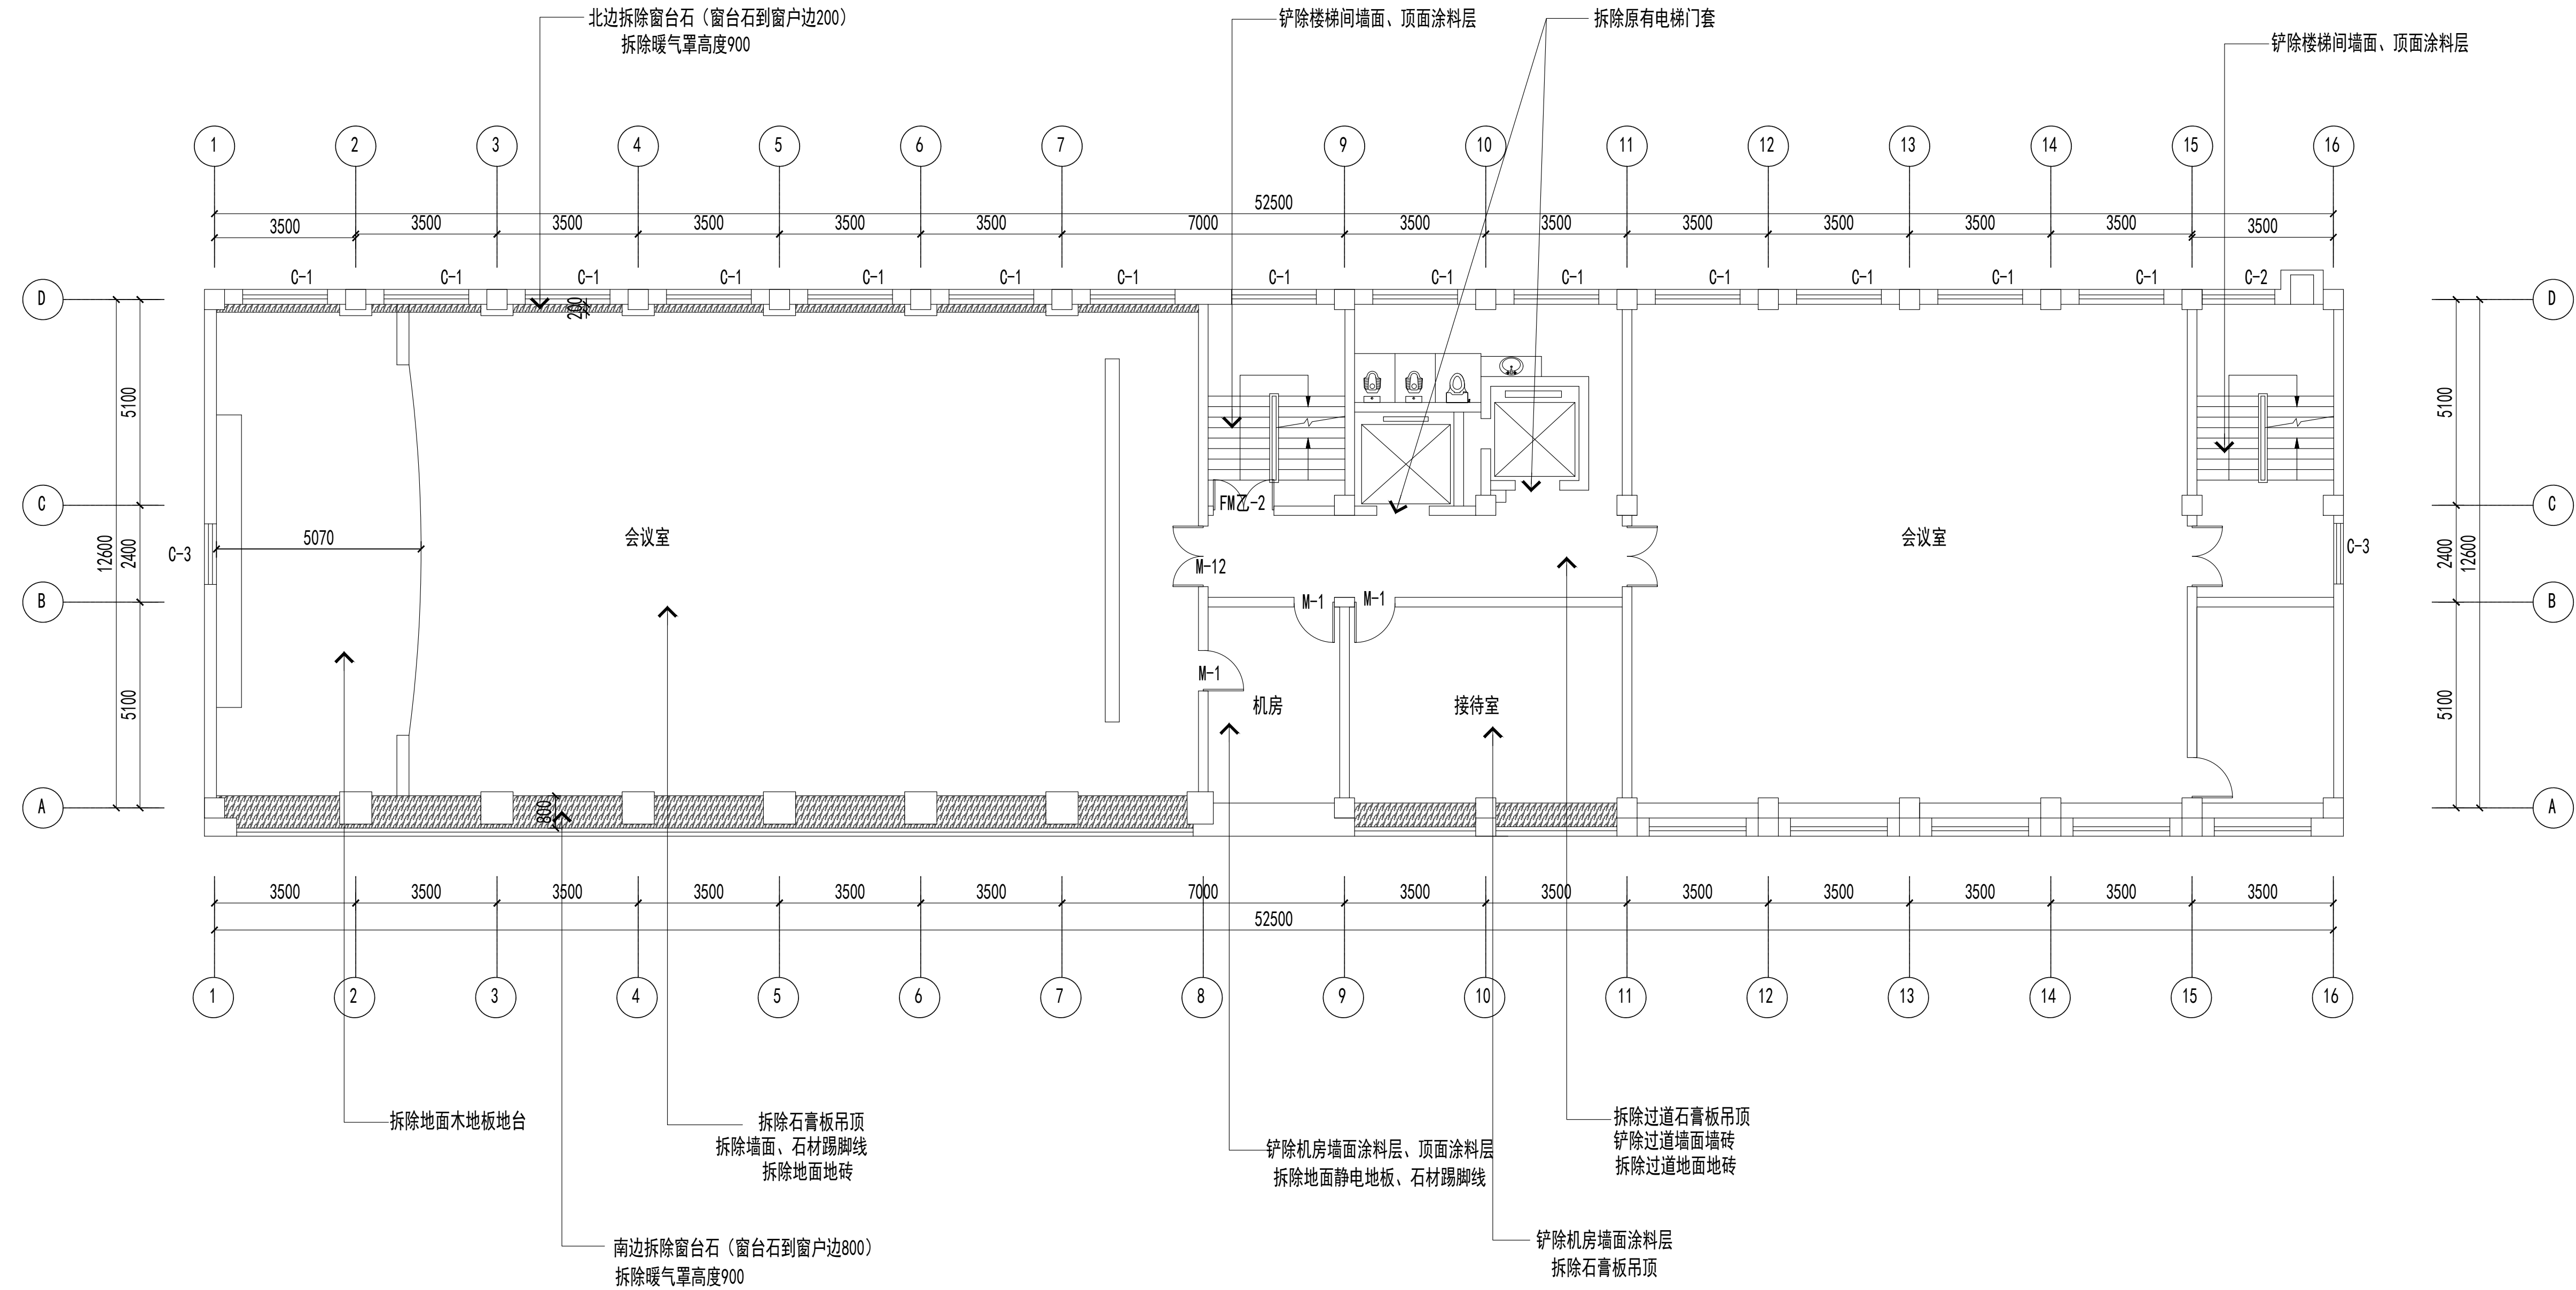 北边拆除窗台石（窗台石到窗户边200）
拆除暖气罩高度900
铲除楼梯间墙面、顶面涂料层
拆除原有电梯门套
铲除楼梯间墙面、顶面涂料层
1 2 3 4 5 6 7 9 10 11 12 13 14 15 16
52500
3500 3500 3500 3500 3500 3500 7000 3500 3500 3500 3500 3500 3500 3500
C-1 C-1 C-1 C-1 C-1 C-1 C-1 C-1 C-1 C-1 C-1 C-1 C-1 C-1 C-2
D
200
D
5100
5100
C
FM乙-2
C
C-3
5070
会议室
会议室
C-3
12600
2400
M-12
2400
12600
B
M-1
M-1
B
M-1
5100
机房
接待室
5100
A
800
A
3500 3500 3500 3500 3500 3500 7000 3500 3500 3500 3500 3500 3500 3500
52500
1 2 3 4 5 6 7 8 9 10 11 12 13 14 15 16
拆除地面木地板地台
拆除石膏板吊顶
拆除墙面、石材踢脚线
拆除地面地砖
铲除机房墙面涂料层、顶面涂料层
拆除地面静电地板、石材踢脚线
拆除过道石膏板吊顶
铲除过道墙面墙砖
拆除过道地面地砖
南边拆除窗台石（窗台石到窗户边800）
拆除暖气罩高度900
铲除机房墙面涂料层
拆除石膏板吊顶